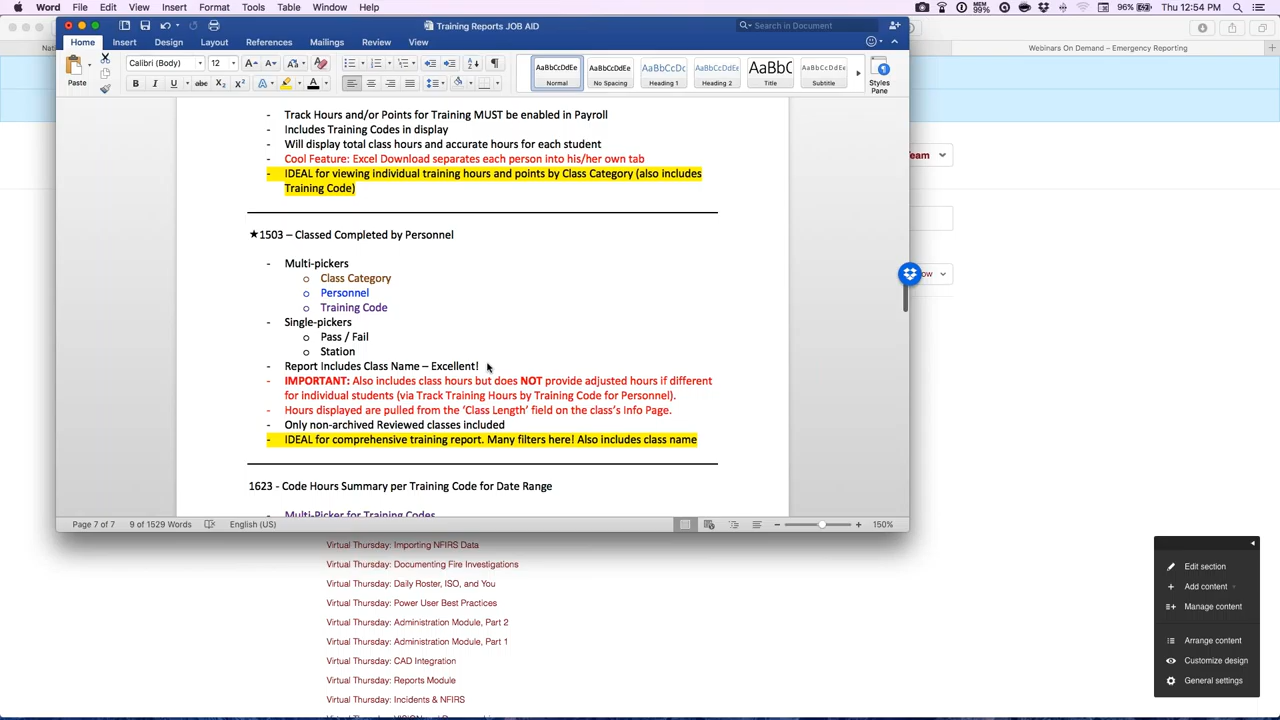 Word File Edit View Insert Format Tools Table Window Help
MEM 99% 96% Thu 12:54 PM
Training Reports JOB AID
Search in Document
Home Insert Design Layout References Mailings Review View
Paste
Calibri (Body) 12
AaBbCcDdEe AaBbCcDdEe AaBbCcDc AaBbCcDdEe AaBbC AaBbCcDdEe
Normal No Spacing Heading 1 Heading 2 Title Subtitle Styles Pane
Webinars On Demand – Emergency Reporting
- Track Hours and/or Points for Training MUST be enabled in Payroll
- Includes Training Codes in display
- Will display total class hours and accurate hours for each student
- Cool Feature: Excel Download separates each person into his/her own tab
- IDEAL for viewing individual training hours and points by Class Category (also includes
Training Code)
★1503 – Classed Completed by Personnel
- Multi-pickers
o Class Category
o Personnel
o Training Code
- Single-pickers
o Pass / Fail
o Station
- Report Includes Class Name – Excellent!
- IMPORTANT: Also includes class hours but does NOT provide adjusted hours if different
for individual students (via Track Training Hours by Training Code for Personnel).
- Hours displayed are pulled from the ‘Class Length’ field on the class’s Info Page.
- Only non-archived Reviewed classes included
- IDEAL for comprehensive training report. Many filters here! Also includes class name
1623 - Code Hours Summary per Training Code for Date Range
- Multi-Picker for Training Codes
Page 7 of 7 9 of 1529 Words English (US) 150%
Team
ow
Virtual Thursday: Importing NFIRS Data
Virtual Thursday: Documenting Fire Investigations
Virtual Thursday: Daily Roster, ISO, and You
Virtual Thursday: Power User Best Practices
Virtual Thursday: Administration Module, Part 2
Virtual Thursday: Administration Module, Part 1
Virtual Thursday: CAD Integration
Virtual Thursday: Reports Module
Virtual Thursday: Incidents & NFIRS
Edit section
Add content
Manage content
Arrange content
Customize design
General settings